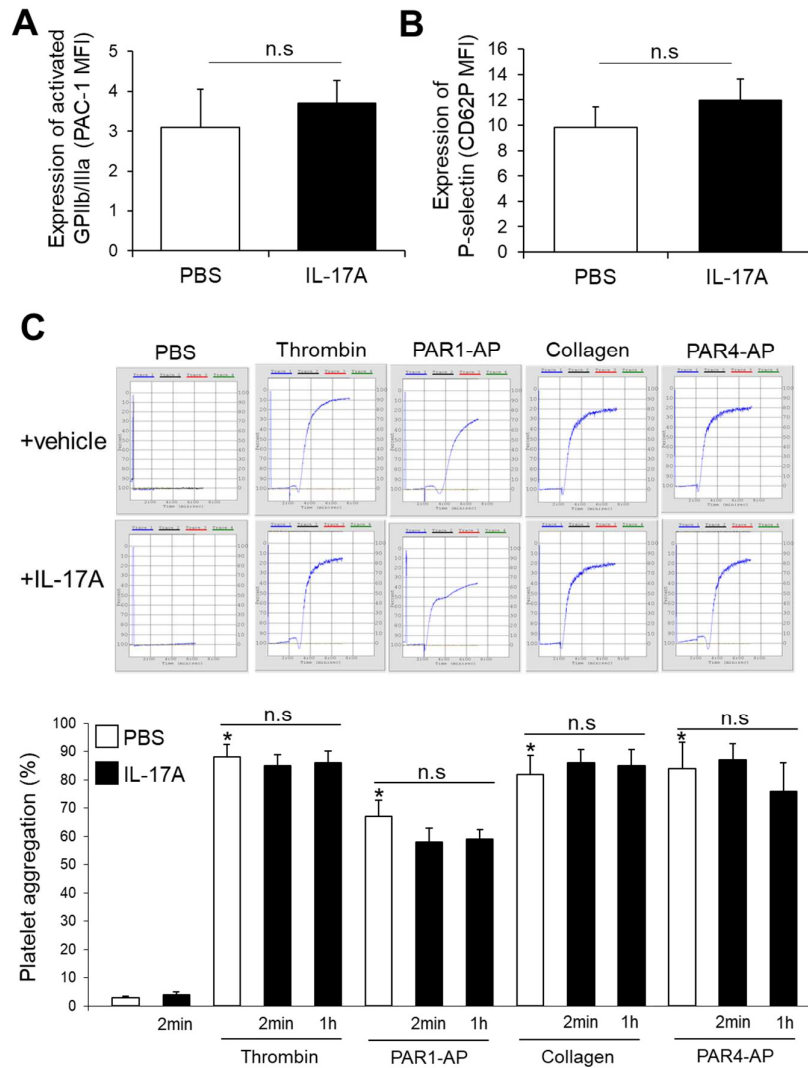 A
Expression of activated
GPIIb/IIIa (PAC-1 MFI)
5
4
3
2
1
0
n.s
PBS
IL-17A
B
Expression of
P-selectin (CD62P MFI)
16
14
12
10
8
6
4
2
0
n.s
PBS
IL-17A
C
PBS
Thrombin
PAR1-AP
Collagen
PAR4-AP
+vehicle
+IL-17A
Platelet aggregation (%)
100
90
80
70
60
50
40
30
20
10
0
PBS
IL-17A
n.s
*
n.s
*
n.s
*
n.s
*
2min
2min
1h
2min
1h
2min
1h
2min
1h
Thrombin
PAR1-AP
Collagen
PAR4-AP